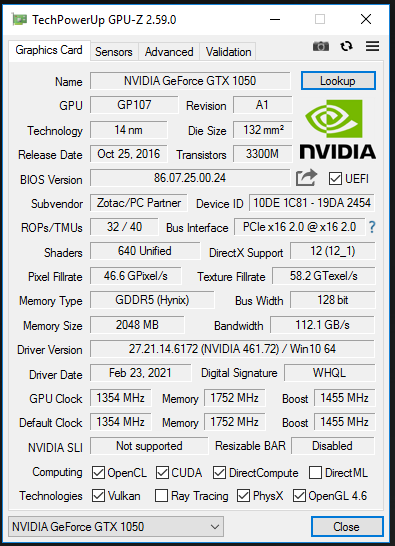 TechPowerUp GPU-Z 2.59.0
Graphics Card Sensors Advanced Validation
Name NVIDIA GeForce GTX 1050 Lookup
GPU GP107 Revision A1
Technology 14 nm Die Size 132 mm²
Release Date Oct 25, 2016 Transistors 3300M
NVIDIA
BIOS Version 86.07.25.00.24 UEFI
Subvendor Zotac/PC Partner Device ID 10DE 1C81 - 19DA 2454
ROPs/TMUs 32 / 40 Bus Interface PCIe x16 2.0 @ x16 2.0 ?
Shaders 640 Unified DirectX Support 12 (12_1)
Pixel Fillrate 46.6 GPixel/s Texture Fillrate 58.2 GTexel/s
Memory Type GDDR5 (Hynix) Bus Width 128 bit
Memory Size 2048 MB Bandwidth 112.1 GB/s
Driver Version 27.21.14.6172 (NVIDIA 461.72) / Win10 64
Driver Date Feb 23, 2021 Digital Signature WHQL
GPU Clock 1354 MHz Memory 1752 MHz Boost 1455 MHz
Default Clock 1354 MHz Memory 1752 MHz Boost 1455 MHz
NVIDIA SLI Not supported Resizable BAR Disabled
Computing OpenCL CUDA DirectCompute DirectML
Technologies Vulkan Ray Tracing PhysX OpenGL 4.6
NVIDIA GeForce GTX 1050 Close